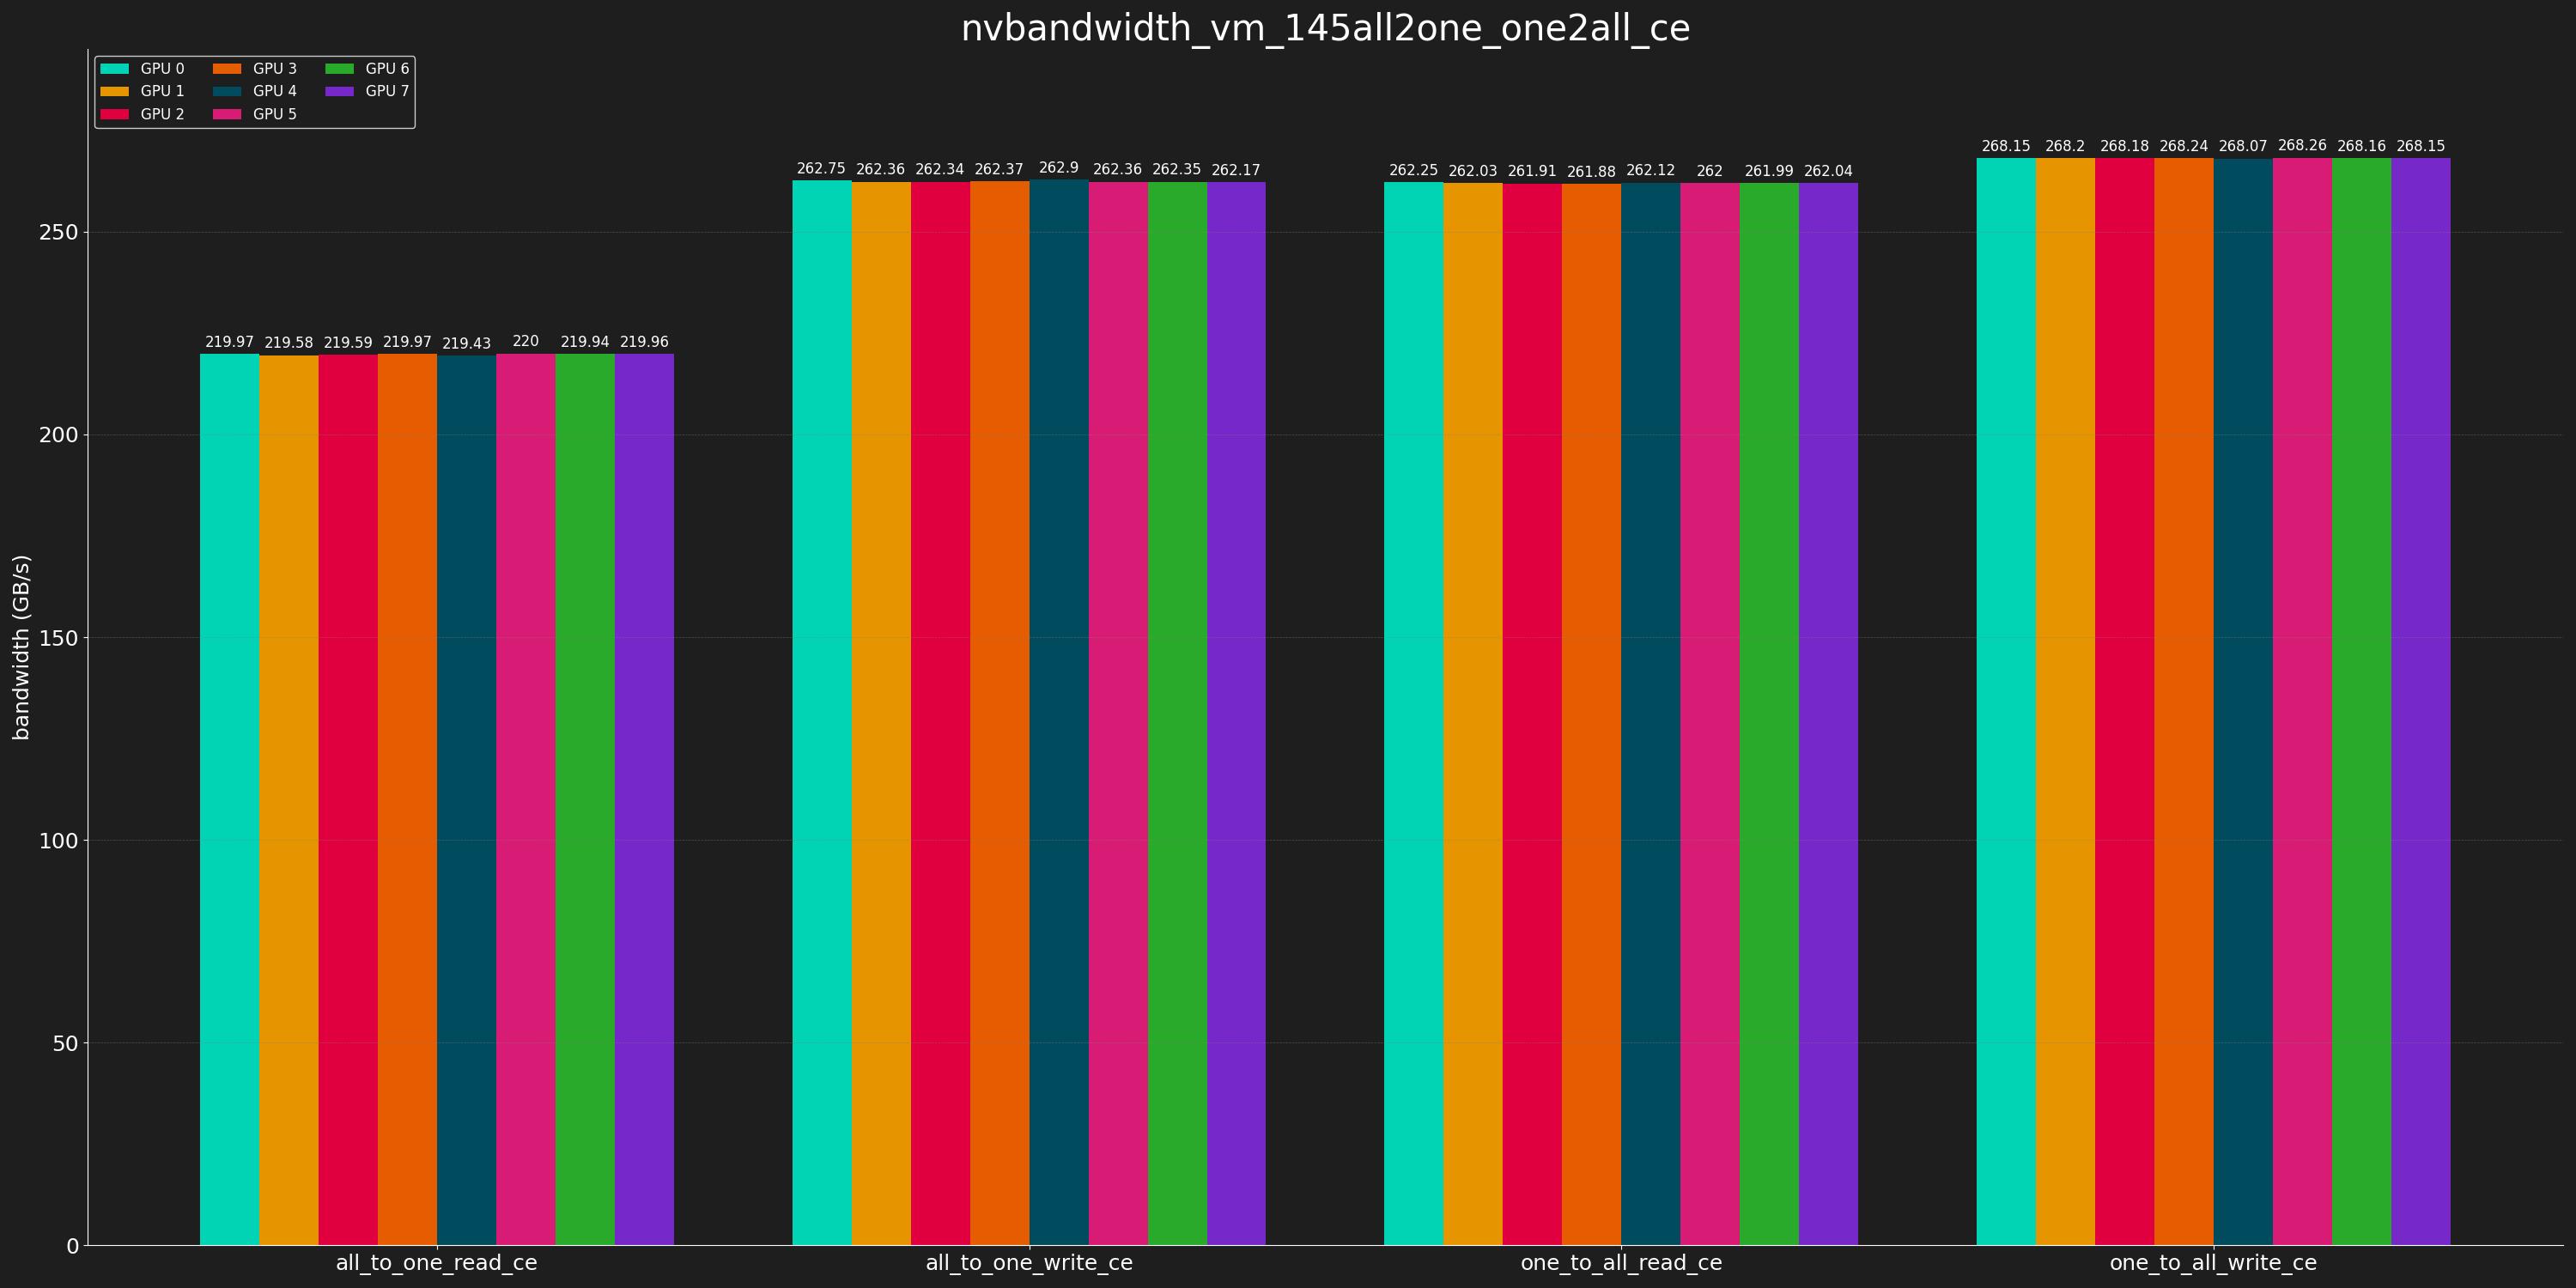 nvbandwidth_vm_145all2one_one2all_ce
GPU 0 GPU 3 GPU 6
GPU 1 GPU 4 GPU 7
GPU 2 GPU 5
bandwidth (GB/s)
250
200
150
100
50
0
219.97 219.58 219.59 219.97 219.43 220 219.94 219.96
262.75 262.36 262.34 262.37 262.9 262.36 262.35 262.17
262.25 262.03 261.91 261.88 262.12 262 261.99 262.04
268.15 268.2 268.18 268.24 268.07 268.26 268.16 268.15
all_to_one_read_ce all_to_one_write_ce one_to_all_read_ce one_to_all_write_ce